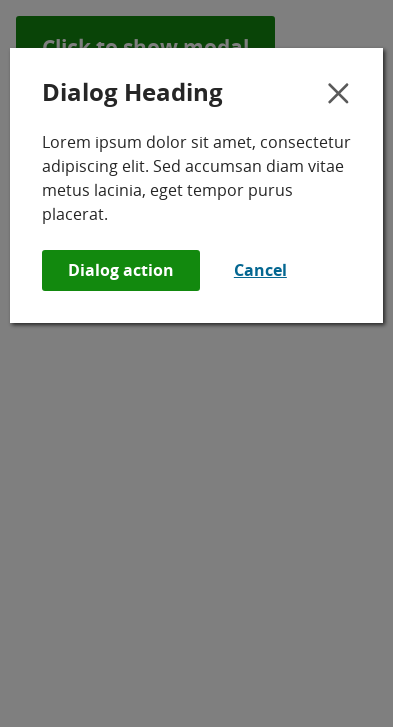 Click to show modal
Dialog Heading
Lorem ipsum dolor sit amet, consectetur
adipiscing elit. Sed accumsan diam vitae
metus lacinia, eget tempor purus
placerat.
Dialog action
Cancel